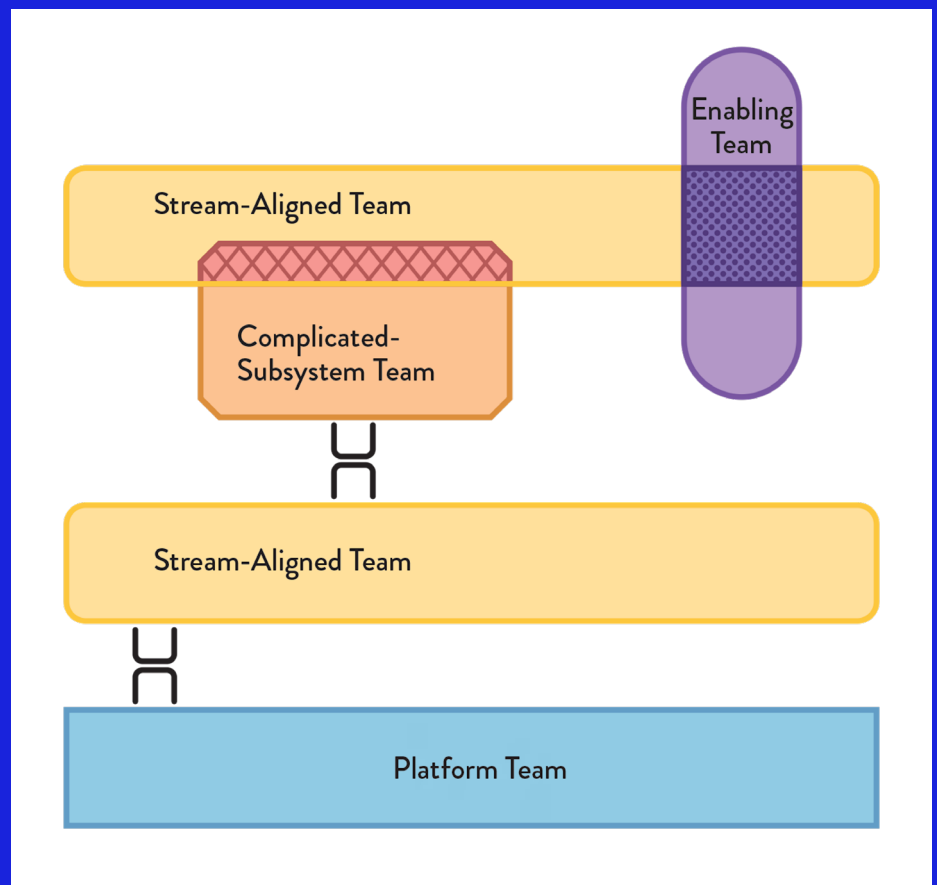 Enabling
Team
Stream-Aligned Team
Complicated-
Subsystem Team
Stream-Aligned Team
Platform Team